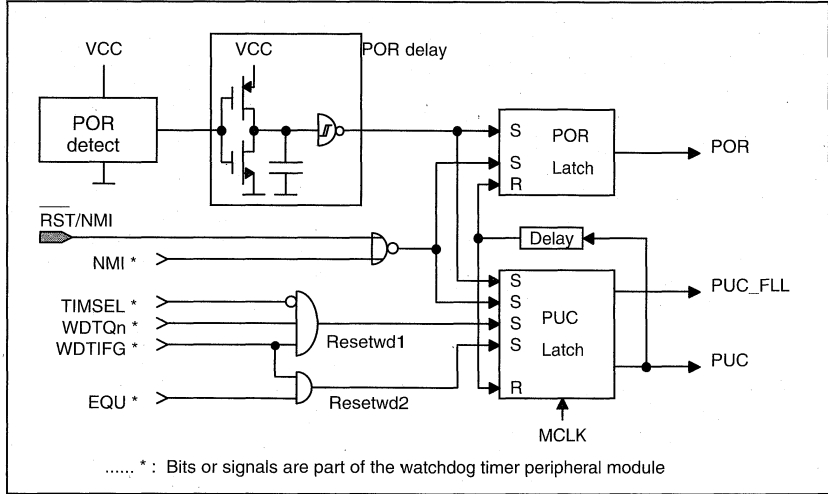 VCC
VCC
POR delay
POR
detect
S
POR
POR
S
Latch
R
RST/NMI
Delay
NMI *
S
PUC_FLL
TIMSEL *
S
PUC
WDTQn *
S
Resetwd1
WDTIFG *
S
Latch
PUC
EQU *
Resetwd2
R
MCLK
...... * : Bits or signals are part of the watchdog timer peripheral module